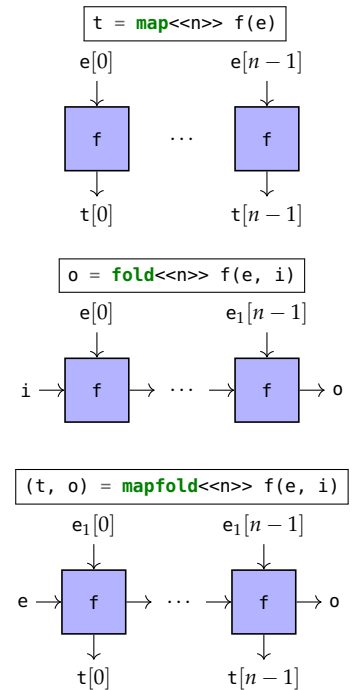 t = map<<n>> f(e)
e[0] e[n − 1]
f ··· f
t[0] t[n − 1]
o = fold<<n>> f(e, i)
e[0] e₁[n − 1]
i f ··· f o
(t, o) = mapfold<<n>> f(e, i)
e₁[0] e₁[n − 1]
e f ··· f o
t[0] t[n − 1]